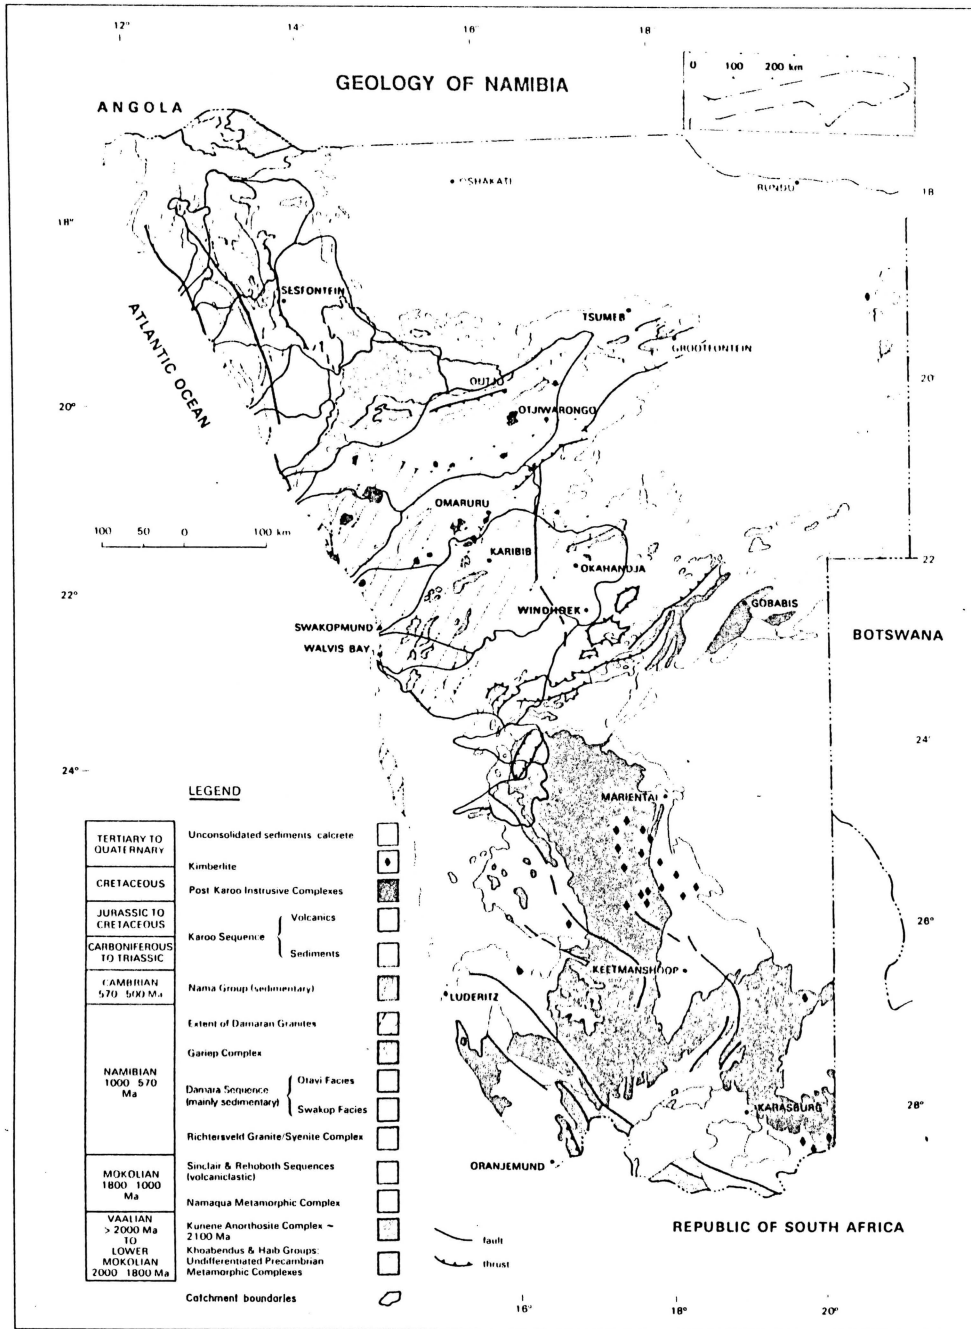 12°
14°
16°
18
GEOLOGY OF NAMIBIA
0 100 200 km
ANGOLA
OSHAKATI
RUNDU
18
18°
SESFONTEIN
TSUMEB
GROOTFONTEIN
ATLANTIC OCEAN
OUTJO
20
20°
OTJIWARONGO
OMARURU
100 50 0 100 km
KARIBIB
OKAHANDJA
22
22°
WINDHOEK
GOBABIS
SWAKOPMUND
BOTSWANA
WALVIS BAY
24
24°
MARIENTAL
26°
KEETMANSHOOP
LUDERITZ
KARASBURG
28°
ORANJEMUND
REPUBLIC OF SOUTH AFRICA
LEGEND
TERTIARY TO
QUATERNARY
Unconsolidated sediments calcrete
Kimberlite
CRETACEOUS
Post Karoo Instrusive Complexes
JURASSIC TO
CRETACEOUS
Karoo Sequence
Volcanics
CARBONIFEROUS
TO TRIASSIC
Sediments
CAMBRIAN
570 500 Ma
Nama Group (sedimentary)
NAMIBIAN
1000 570
Ma
Extent of Damaran Granites
Gariep Complex
Damara Sequence
(mainly sedimentary)
Otavi Facies
Swakop Facies
Richtersveld Granite/Syenite Complex
MOKOLIAN
1800 1000
Ma
Sinclair & Rehoboth Sequences
(volcaniclastic)
Namaqua Metamorphic Complex
VAALIAN
> 2000 Ma
TO
LOWER
MOKOLIAN
2000 1800 Ma
Kunene Anorthosite Complex ~
2100 Ma
Khoabendus & Haib Groups:
Undifferentiated Precambrian
Metamorphic Complexes
Catchment boundaries
fault
thrust
16°
18°
20°